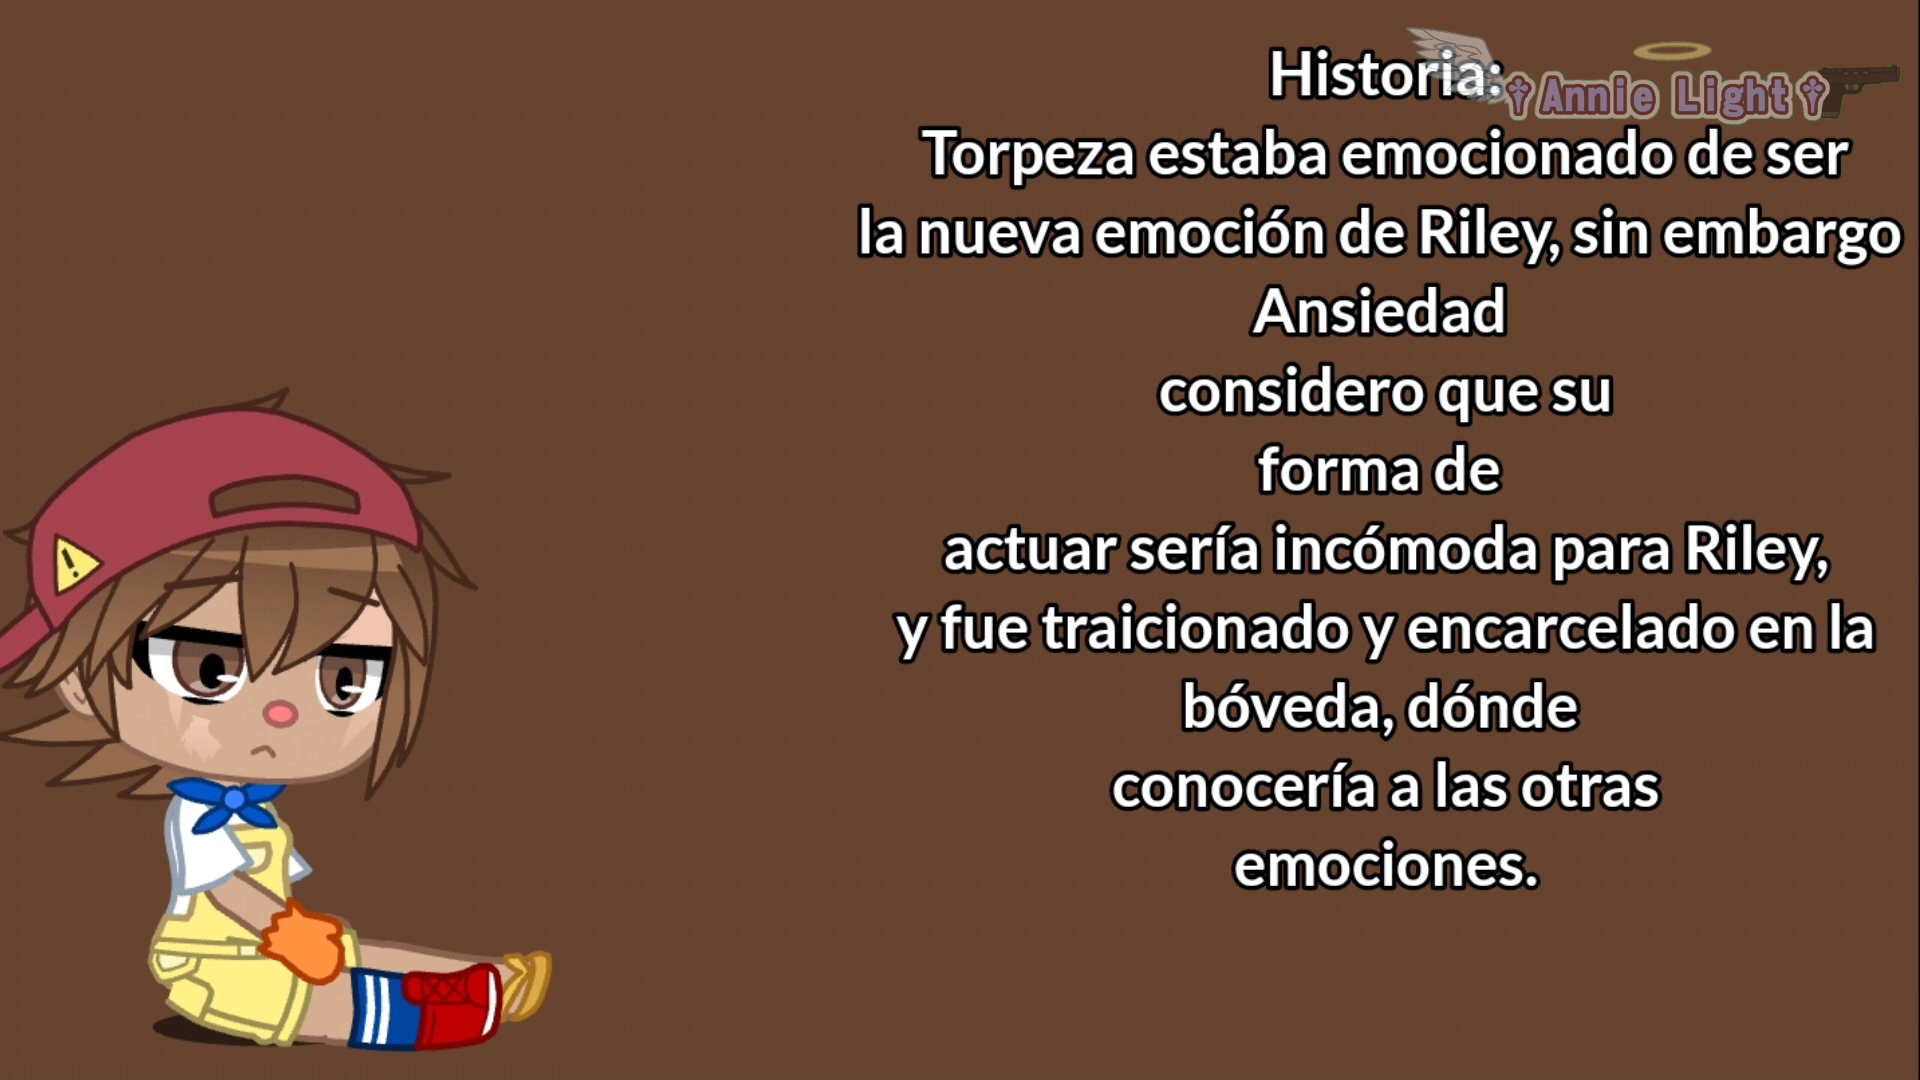 Historia:
†Annie Light†
Torpeza estaba emocionado de ser
la nueva emoción de Riley, sin embargo
Ansiedad
considero que su
forma de
actuar sería incómoda para Riley,
y fue traicionado y encarcelado en la
bóveda, dónde
conocería a las otras
emociones.
!